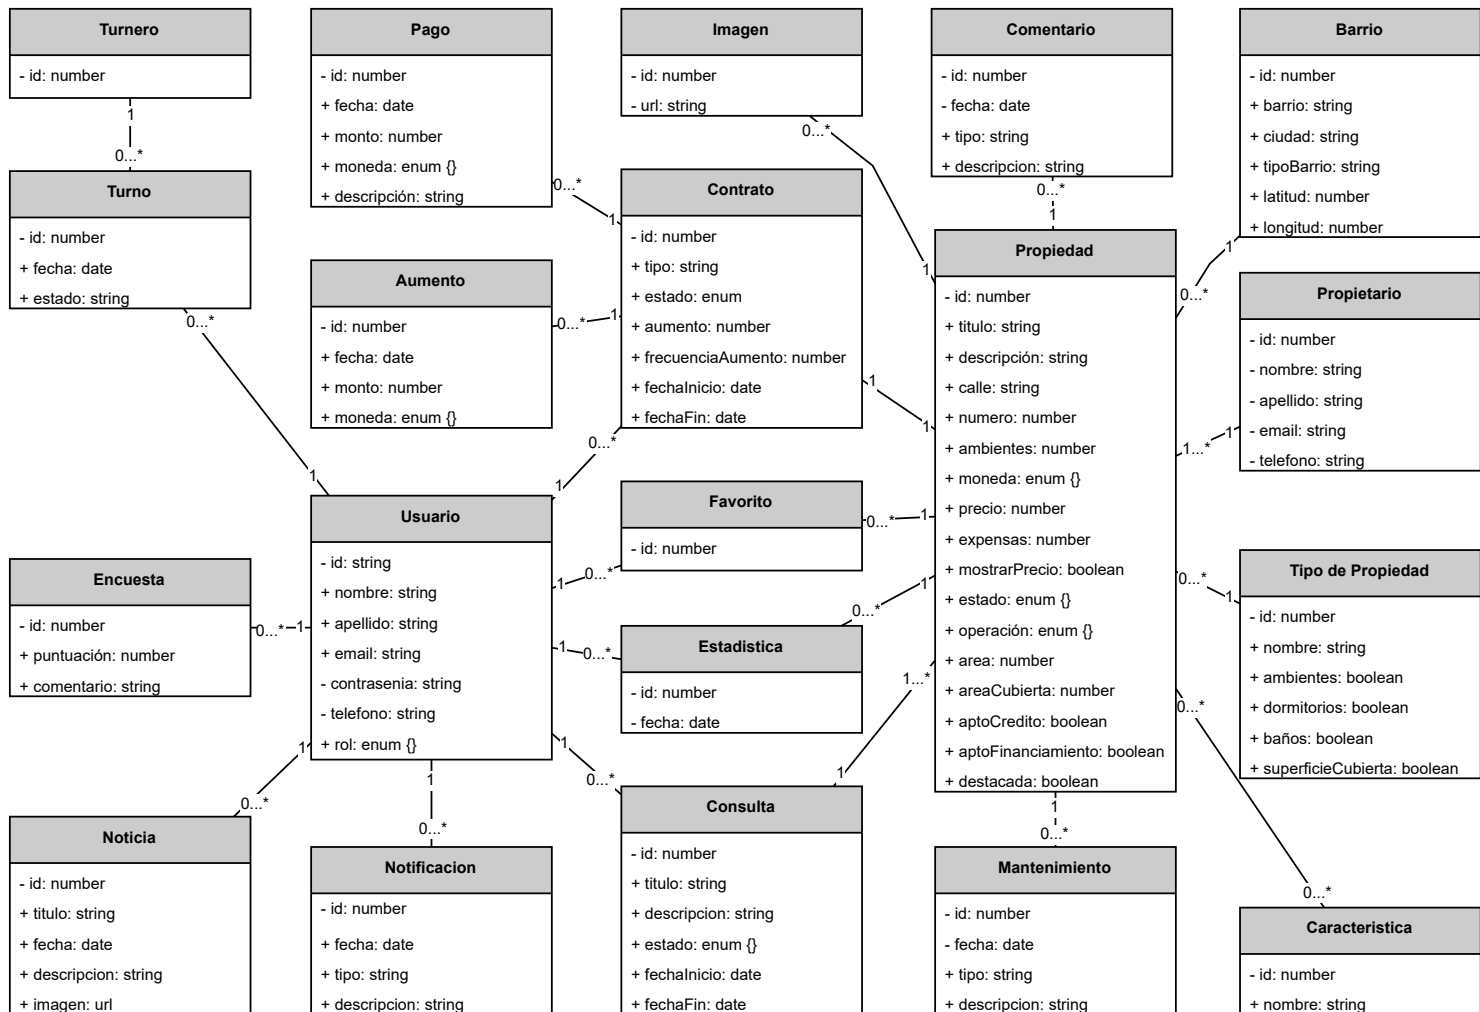 Turnero
- id: number
1
0...*
Turno
- id: number
+ fecha: date
+ estado: string
0...*
1
Pago
- id: number
+ fecha: date
+ monto: number
+ moneda: enum {}
+ descripción: string
0...*
1
Aumento
- id: number
+ fecha: date
+ monto: number
+ moneda: enum {}
0...*
1
Imagen
- id: number
- url: string
0...*
1
Contrato
- id: number
+ tipo: string
+ estado: enum
+ aumento: number
+ frecuenciaAumento: number
+ fechaInicio: date
+ fechaFin: date
1
1
0...*
1
Comentario
- id: number
- fecha: date
+ tipo: string
+ descripcion: string
0...*
1
Propiedad
- id: number
+ titulo: string
+ descripción: string
+ calle: string
+ numero: number
+ ambientes: number
+ moneda: enum {}
+ precio: number
+ expensas: number
+ mostrarPrecio: boolean
+ estado: enum {}
+ operación: enum {}
+ area: number
+ areaCubierta: number
+ aptoCredito: boolean
+ aptoFinanciamiento: boolean
+ destacada: boolean
Barrio
- id: number
+ barrio: string
+ ciudad: string
+ tipoBarrio: string
+ latitud: number
+ longitud: number
1
0...*
Propietario
- id: number
- nombre: string
- apellido: string
- email: string
- telefono: string
1
1...*
Usuario
- id: string
+ nombre: string
+ apellido: string
+ email: string
- contrasenia: string
- telefono: string
+ rol: enum {}
Favorito
- id: number
0...*
1
1
0...*
Estadistica
- id: number
- fecha: date
0...*
1
1
0...*
Tipo de Propiedad
- id: number
+ nombre: string
+ ambientes: boolean
+ dormitorios: boolean
+ baños: boolean
+ superficieCubierta: boolean
0...*
1
Encuesta
- id: number
+ puntuación: number
+ comentario: string
0...*
1
Noticia
- id: number
+ titulo: string
+ fecha: date
+ descripcion: string
+ imagen: url
1
0...*
Notificacion
- id: number
+ fecha: date
+ tipo: string
+ descripcion: string
1
0...*
Consulta
- id: number
+ titulo: string
+ descripcion: string
+ estado: enum {}
+ fechaInicio: date
+ fechaFin: date
1
0...*
1...*
1
Mantenimiento
- id: number
- fecha: date
+ tipo: string
+ descripcion: string
1
0...*
Caracteristica
- id: number
+ nombre: string
0...*
0...*